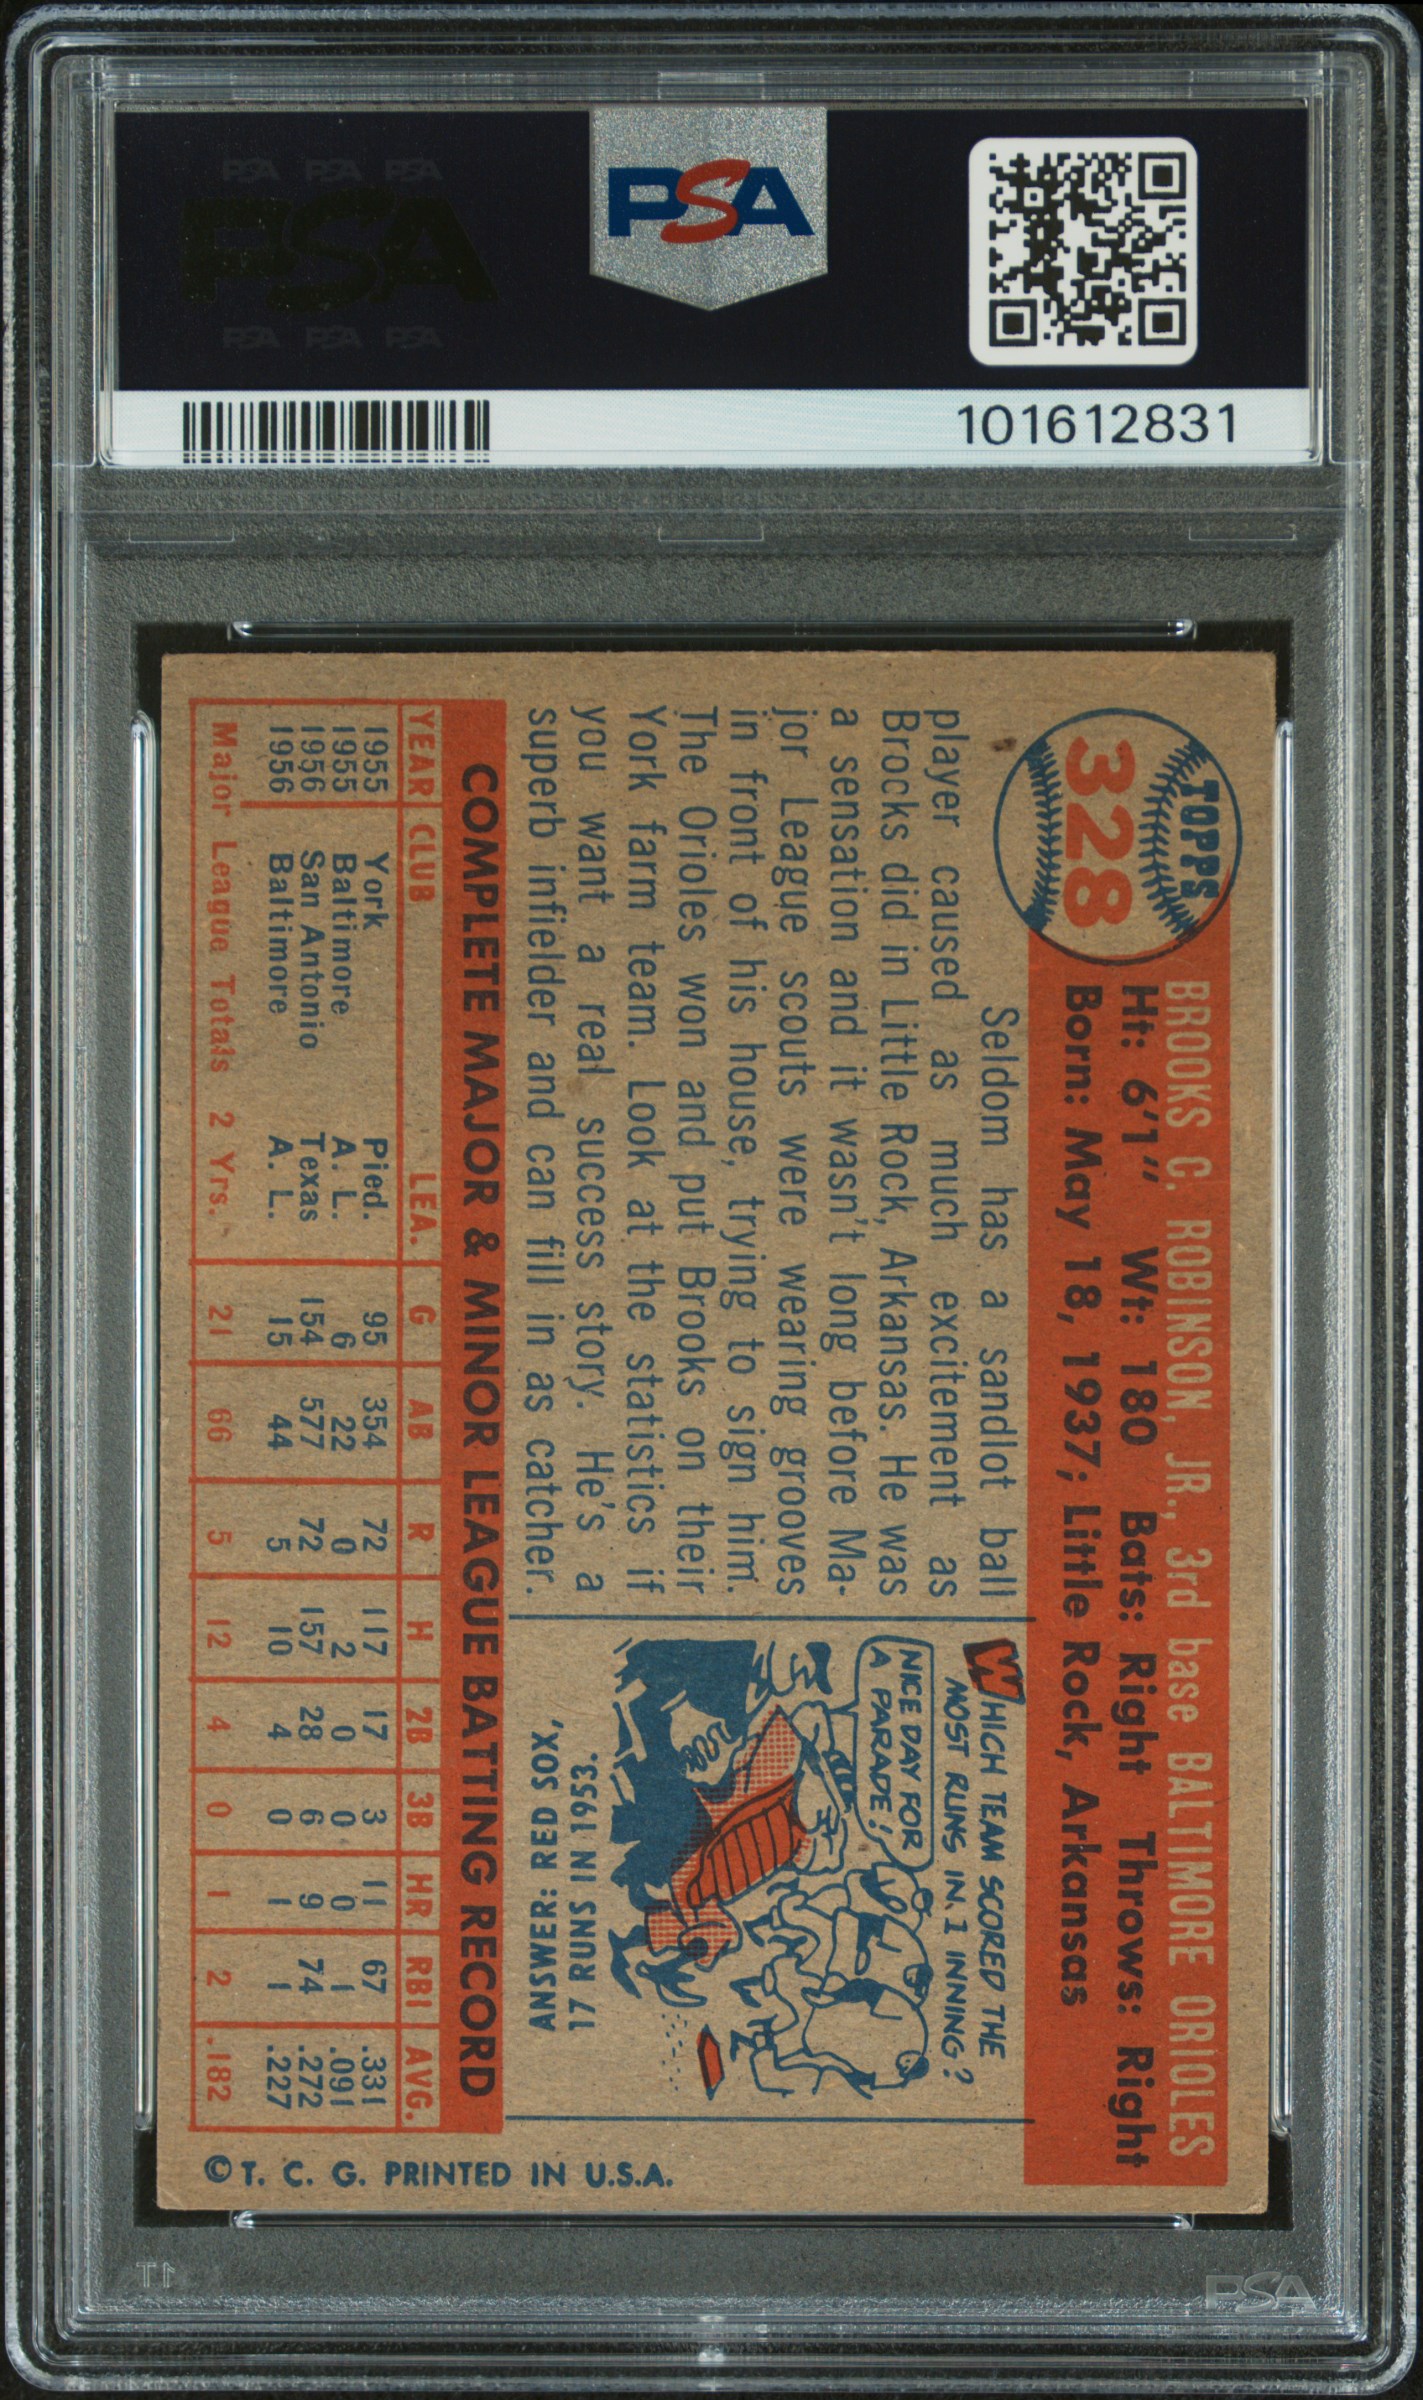 PSA PSA PSA
PSA
PSA PSA PSA
PSA
101612831
TOPPS
328
BROOKS C. ROBINSON, JR., 3rd base BALTIMORE ORIOLES
Ht: 6'1" Wt: 180 Bats: Right Throws: Right
Born: May 18, 1937; Little Rock, Arkansas
Seldom has a sandlot ball
player caused as much excitement as
Brocks did in Little Rock, Arkansas. He was
a sensation and it wasn't long before Ma-
jor League scouts were wearing grooves
in front of his house, trying to sign him.
The Orioles won and put Brooks on their
York farm team. Look at the statistics if
you want a real success story. He's a
superb infielder and can fill in as catcher.
WHICH TEAM SCORED THE
MOST RUNS IN 1 INNING?
NICE DAY FOR
A PARADE!
ANSWER: RED SOX,
17 RUNS IN 1953.
COMPLETE MAJOR & MINOR LEAGUE BATTING RECORD
YEAR CLUB LEA. G AB R H 2B 3B HR RBI AVG.
1955 York Pied. 95 354 72 117 17 3 11 67 .331
1955 Baltimore A. L. 6 22 0 2 0 0 0 1 .091
1956 San Antonio Texas 154 577 72 157 28 6 9 74 .272
1956 Baltimore A. L. 15 44 5 10 4 0 1 1 .227
Major League Totals 2 Yrs. 21 66 5 12 4 0 1 2 .182
© T. C. G. PRINTED IN U.S.A.
1T
PSA